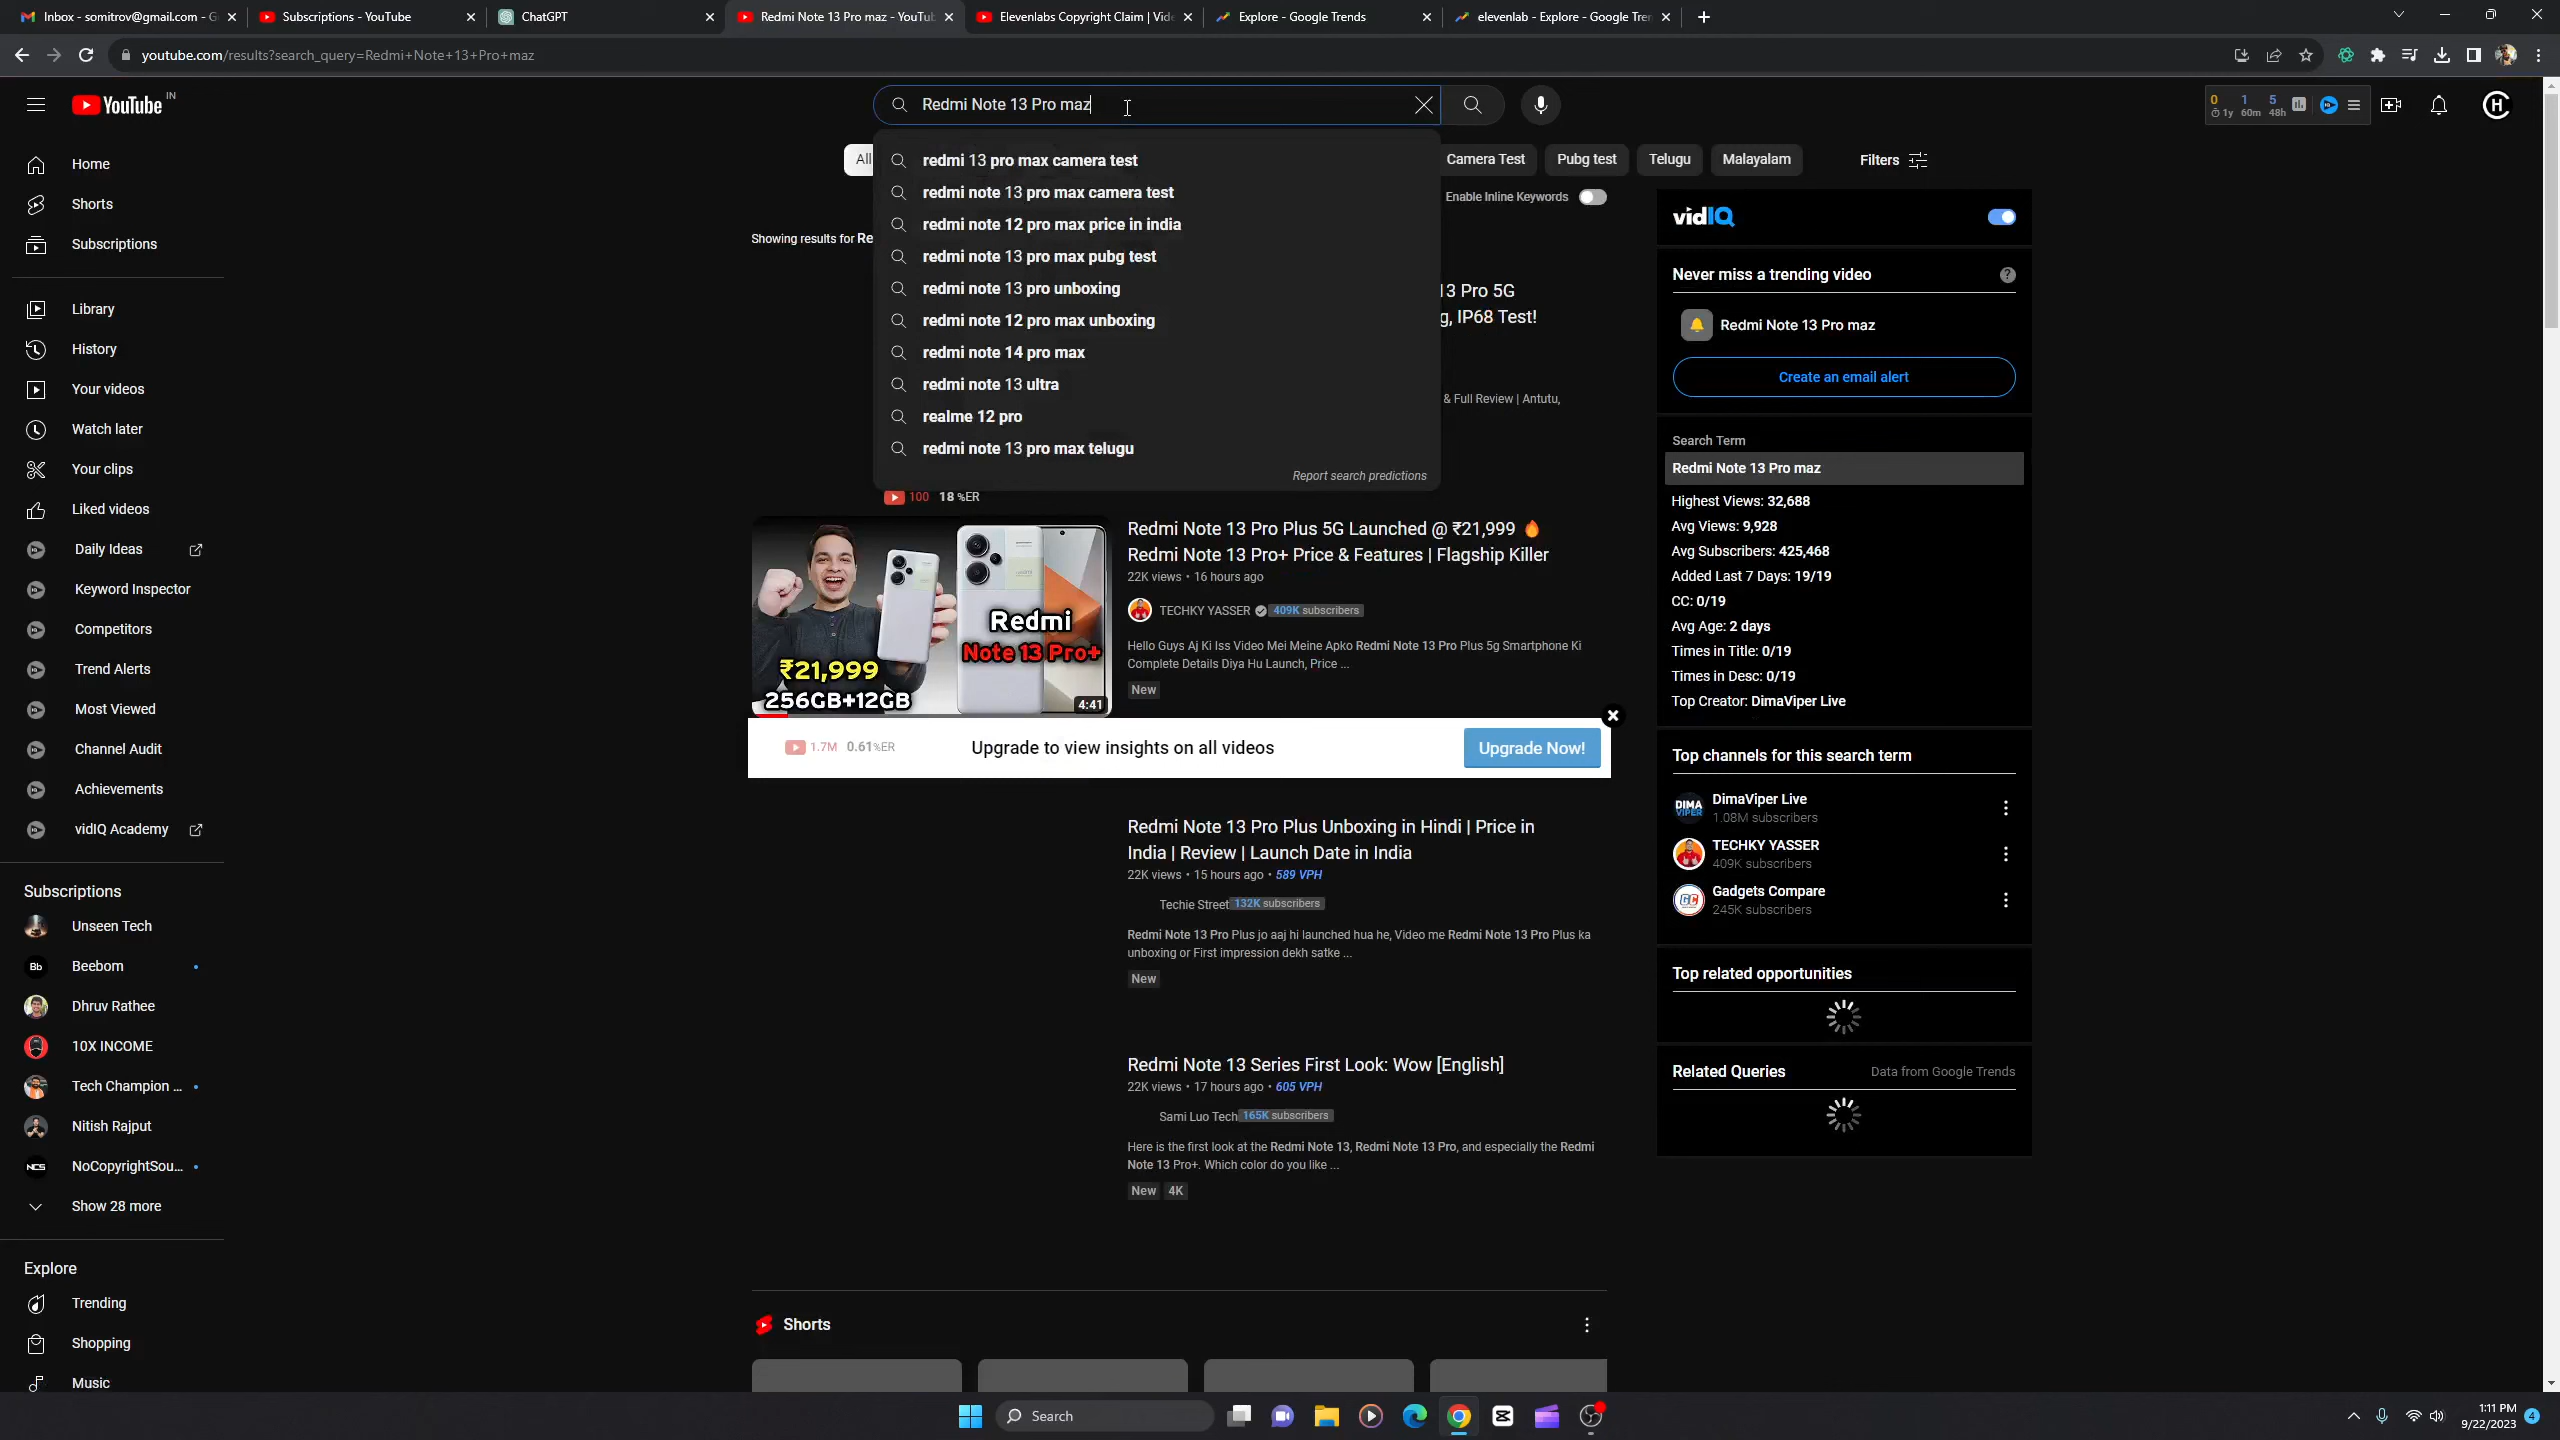 Inbox - somitrov@gmail.com - G
Subscriptions - YouTube
ChatGPT
Redmi Note 13 Pro maz - YouTub
Elevenlabs Copyright Claim | Vid
Explore - Google Trends
elevenlab - Explore - Google Tren
youtube.com/results?search_query=Redmi+Note+13+Pro+maz
YouTube IN
Redmi Note 13 Pro maz
0 1 5
1y 60m 48h
Home
Shorts
Subscriptions
Library
History
Your videos
Watch later
Your clips
Liked videos
Daily Ideas
Keyword Inspector
Competitors
Trend Alerts
Most Viewed
Channel Audit
Achievements
vidIQ Academy
Subscriptions
Unseen Tech
Beebom
Dhruv Rathee
10X INCOME
Tech Champion ...
Nitish Rajput
NoCopyrightSou...
Show 28 more
Explore
Trending
Shopping
Music
All
Camera Test
Pubg test
Telugu
Malayalam
Filters
redmi 13 pro max camera test
redmi note 13 pro max camera test
redmi note 12 pro max price in india
redmi note 13 pro max pubg test
redmi note 13 pro unboxing
redmi note 12 pro max unboxing
redmi note 14 pro max
redmi note 13 ultra
realme 12 pro
redmi note 13 pro max telugu
Report search predictions
Enable Inline Keywords
Showing results for Re
13 Pro 5G
g, IP68 Test!
& Full Review | Antutu,
100 18 %ER
Redmi
Note 13 Pro+
₹21,999
256GB+12GB
4:41
Redmi Note 13 Pro Plus 5G Launched @ ₹21,999 🔥
Redmi Note 13 Pro+ Price & Features | Flagship Killer
22K views • 16 hours ago
TECHKY YASSER 409K subscribers
Hello Guys Aj Ki Iss Video Mei Meine Apko Redmi Note 13 Pro Plus 5g Smartphone Ki
Complete Details Diya Hu Launch, Price ...
New
1.7M 0.61%ER
Upgrade to view insights on all videos
Upgrade Now!
Redmi Note 13 Pro Plus Unboxing in Hindi | Price in
India | Review | Launch Date in India
22K views • 15 hours ago • 589 VPH
Techie Street 132K subscribers
Redmi Note 13 Pro Plus jo aaj hi launched hua he, Video me Redmi Note 13 Pro Plus ka
unboxing or First impression dekh satke ...
New
Redmi Note 13 Series First Look: Wow [English]
22K views • 17 hours ago • 605 VPH
Sami Luo Tech 165K subscribers
Here is the first look at the Redmi Note 13, Redmi Note 13 Pro, and especially the Redmi
Note 13 Pro+. Which color do you like ...
New 4K
Shorts
vidIQ
Never miss a trending video
Redmi Note 13 Pro maz
Create an email alert
Search Term
Redmi Note 13 Pro maz
Highest Views: 32,688
Avg Views: 9,928
Avg Subscribers: 425,468
Added Last 7 Days: 19/19
CC: 0/19
Avg Age: 2 days
Times in Title: 0/19
Times in Desc: 0/19
Top Creator: DimaViper Live
Top channels for this search term
DIMA
VIPER
DimaViper Live
1.08M subscribers
TECHKY YASSER
409K subscribers
GC
Gadgets Compare
245K subscribers
Top related opportunities
Related Queries
Data from Google Trends
Search
1:11 PM
9/22/2023
4